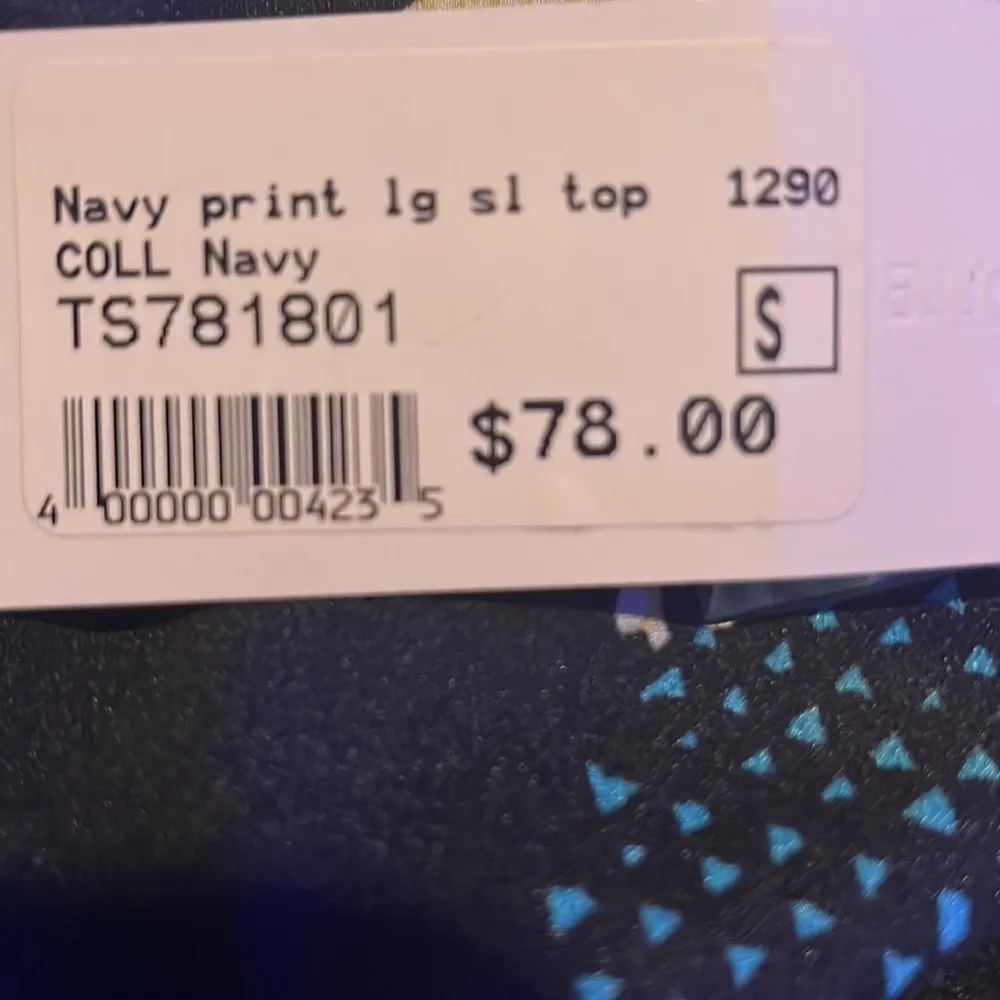 Navy print lg sl top 1290
COLL Navy
TS781801
S
$78.00
4 00000 00423 5